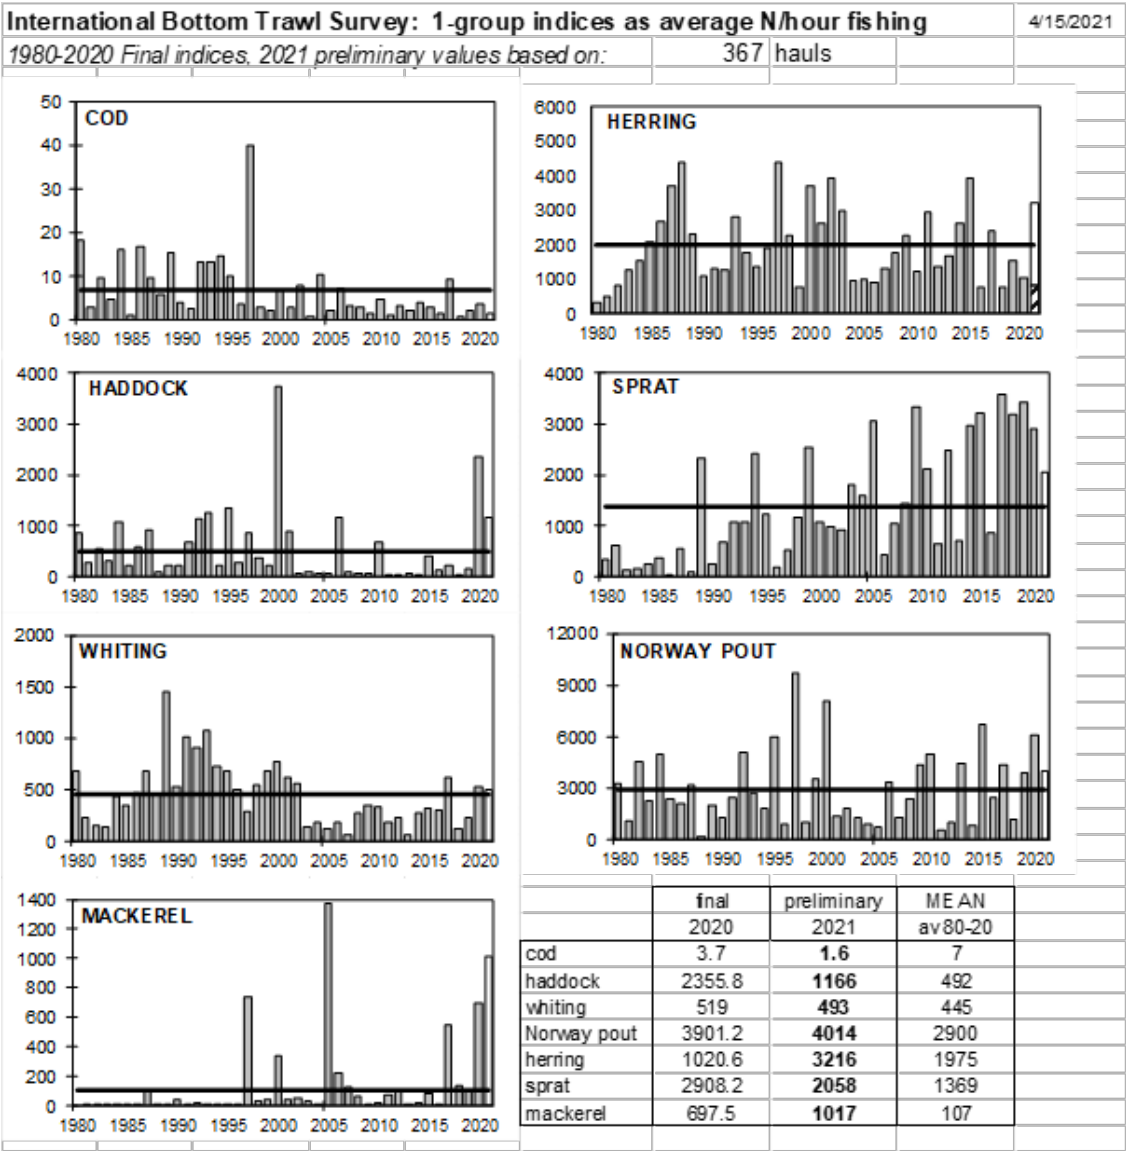 International Bottom Trawl Survey: 1-group indices as average N/hour fishing 4/15/2021
1980-2020 Final indices, 2021 preliminary values based on: 367 hauls
COD
50
40
30
20
10
0
1980 1985 1990 1995 2000 2005 2010 2015 2020
HERRING
6000
5000
4000
3000
2000
1000
0
1980 1985 1990 1995 2000 2005 2010 2015 2020
HADDOCK
4000
3000
2000
1000
0
1980 1985 1990 1995 2000 2005 2010 2015 2020
SPRAT
4000
3000
2000
1000
0
1980 1985 1990 1995 2000 2005 2010 2015 2020
WHITING
2000
1500
1000
500
0
1980 1985 1990 1995 2000 2005 2010 2015 2020
NORWAY POUT
12000
9000
6000
3000
0
1980 1985 1990 1995 2000 2005 2010 2015 2020
MACKEREL
1400
1200
1000
800
600
400
200
0
1980 1985 1990 1995 2000 2005 2010 2015 2020
final preliminary MEAN
2020 2021 av80-20
cod 3.7 1.6 7
haddock 2355.8 1166 492
whiting 519 493 445
Norway pout 3901.2 4014 2900
herring 1020.6 3216 1975
sprat 2908.2 2058 1369
mackerel 697.5 1017 107